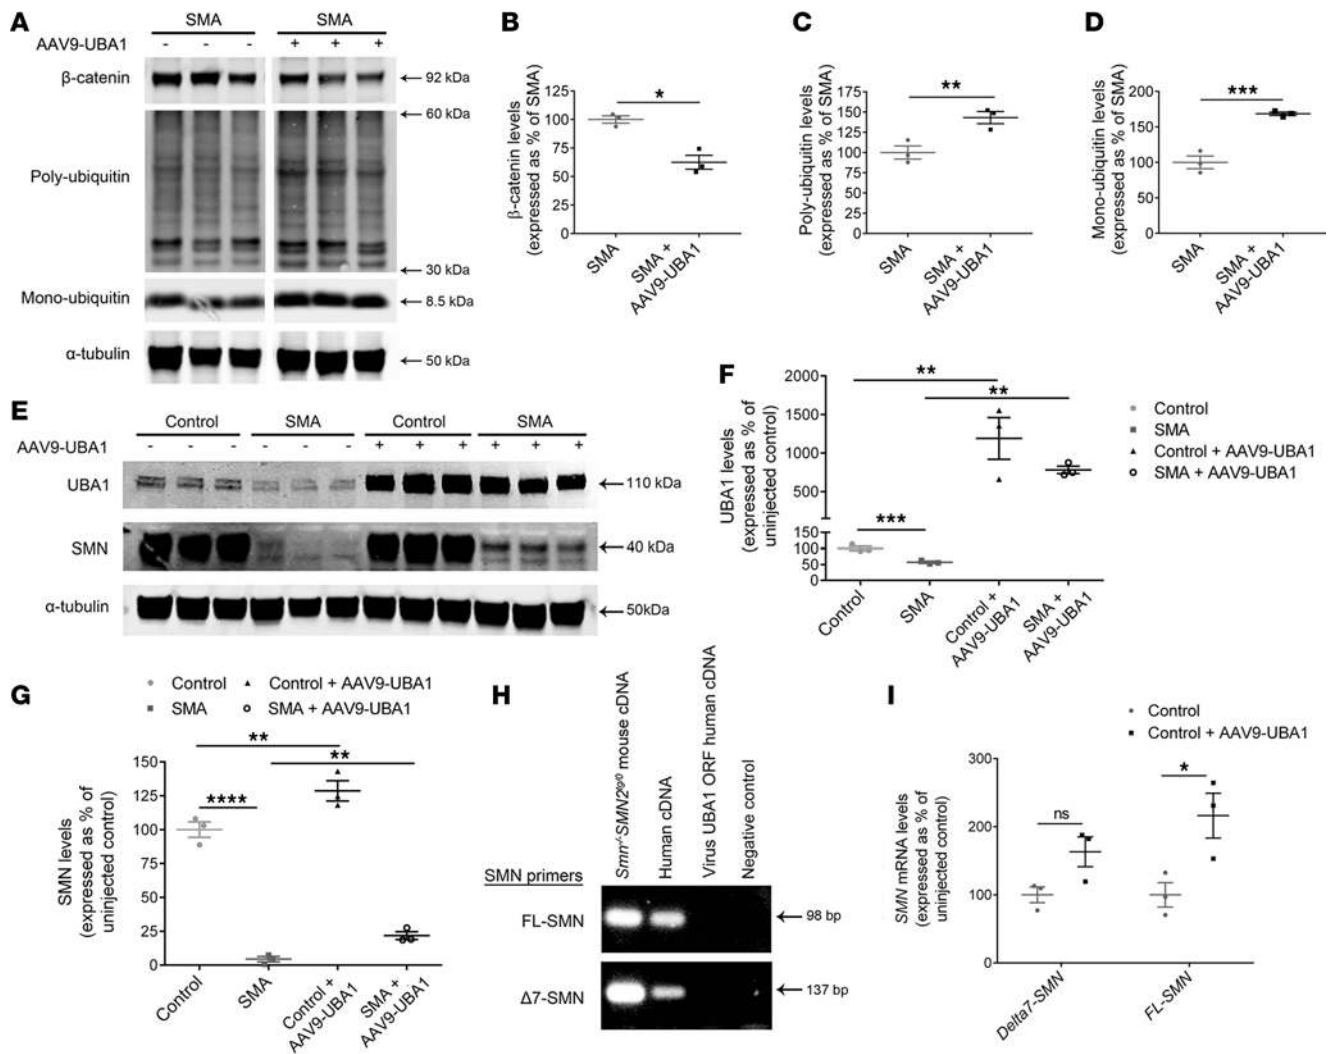 A
SMA SMA
AAV9-UBA1 - - - + + +
β-catenin 92 kDa
60 kDa
Poly-ubiquitin
30 kDa
Mono-ubiquitin 8.5 kDa
α-tubulin 50 kDa
B
β-catenin levels
(expressed as % of SMA)
125
100
75
50
25
0
*
SMA
SMA +
AAV9-UBA1
C
Poly-ubiquitin levels
(expressed as % of SMA)
175
150
125
100
75
50
25
0
**
SMA
SMA +
AAV9-UBA1
D
Mono-ubiquitin levels
(expressed as % of SMA)
200
150
100
50
0
***
SMA
SMA +
AAV9-UBA1
E
Control SMA Control SMA
AAV9-UBA1 - - - - - - + + + + + +
UBA1 110 kDa
SMN 40 kDa
α-tubulin 50kDa
F
UBA1 levels
(expressed as % of
uninjected control)
2000
1500
1000
500
150
100
50
0
**
**
***
Control
SMA
Control +
AAV9-UBA1
SMA +
AAV9-UBA1
Control
SMA
Control + AAV9-UBA1
SMA + AAV9-UBA1
G
Control Control + AAV9-UBA1
SMA SMA + AAV9-UBA1
SMN levels
(expressed as % of
uninjected control)
150
125
100
75
50
25
0
**
**
****
Control
SMA
Control +
AAV9-UBA1
SMA +
AAV9-UBA1
H
Smn-/-SMN2tg/0 mouse cDNA
Human cDNA
Virus UBA1 ORF human cDNA
Negative control
SMN primers
FL-SMN 98 bp
Δ7-SMN 137 bp
I
Control
Control + AAV9-UBA1
SMN mRNA levels
(expressed as % of
uninjected control)
300
200
100
0
ns
*
Delta7-SMN
FL-SMN